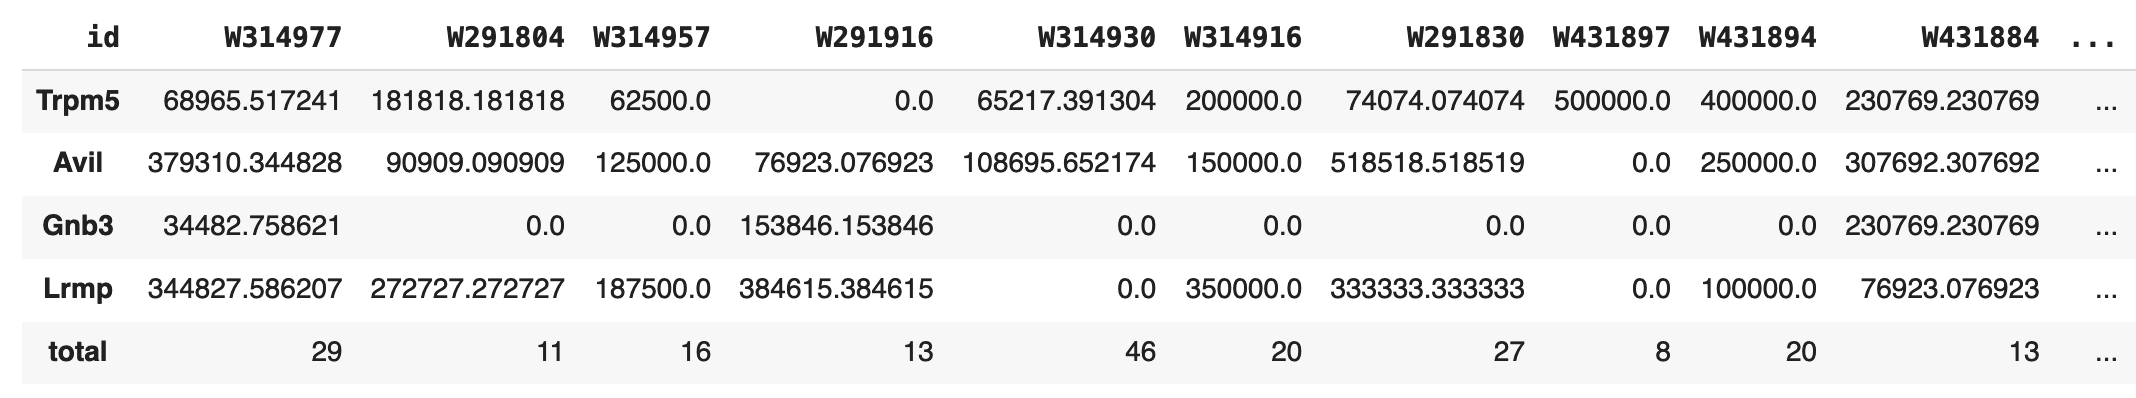 id W314977 W291804 W314957 W291916 W314930 W314916 W291830 W431897 W431894 W431884 ...
Trpm5 68965.517241 181818.181818 62500.0 0.0 65217.391304 200000.0 74074.074074 500000.0 400000.0 230769.230769 ...
Avil 379310.344828 90909.090909 125000.0 76923.076923 108695.652174 150000.0 518518.518519 0.0 250000.0 307692.307692 ...
Gnb3 34482.758621 0.0 0.0 153846.153846 0.0 0.0 0.0 0.0 0.0 230769.230769 ...
Lrmp 344827.586207 272727.272727 187500.0 384615.384615 0.0 350000.0 333333.333333 0.0 100000.0 76923.076923 ...
total 29 11 16 13 46 20 27 8 20 13 ...